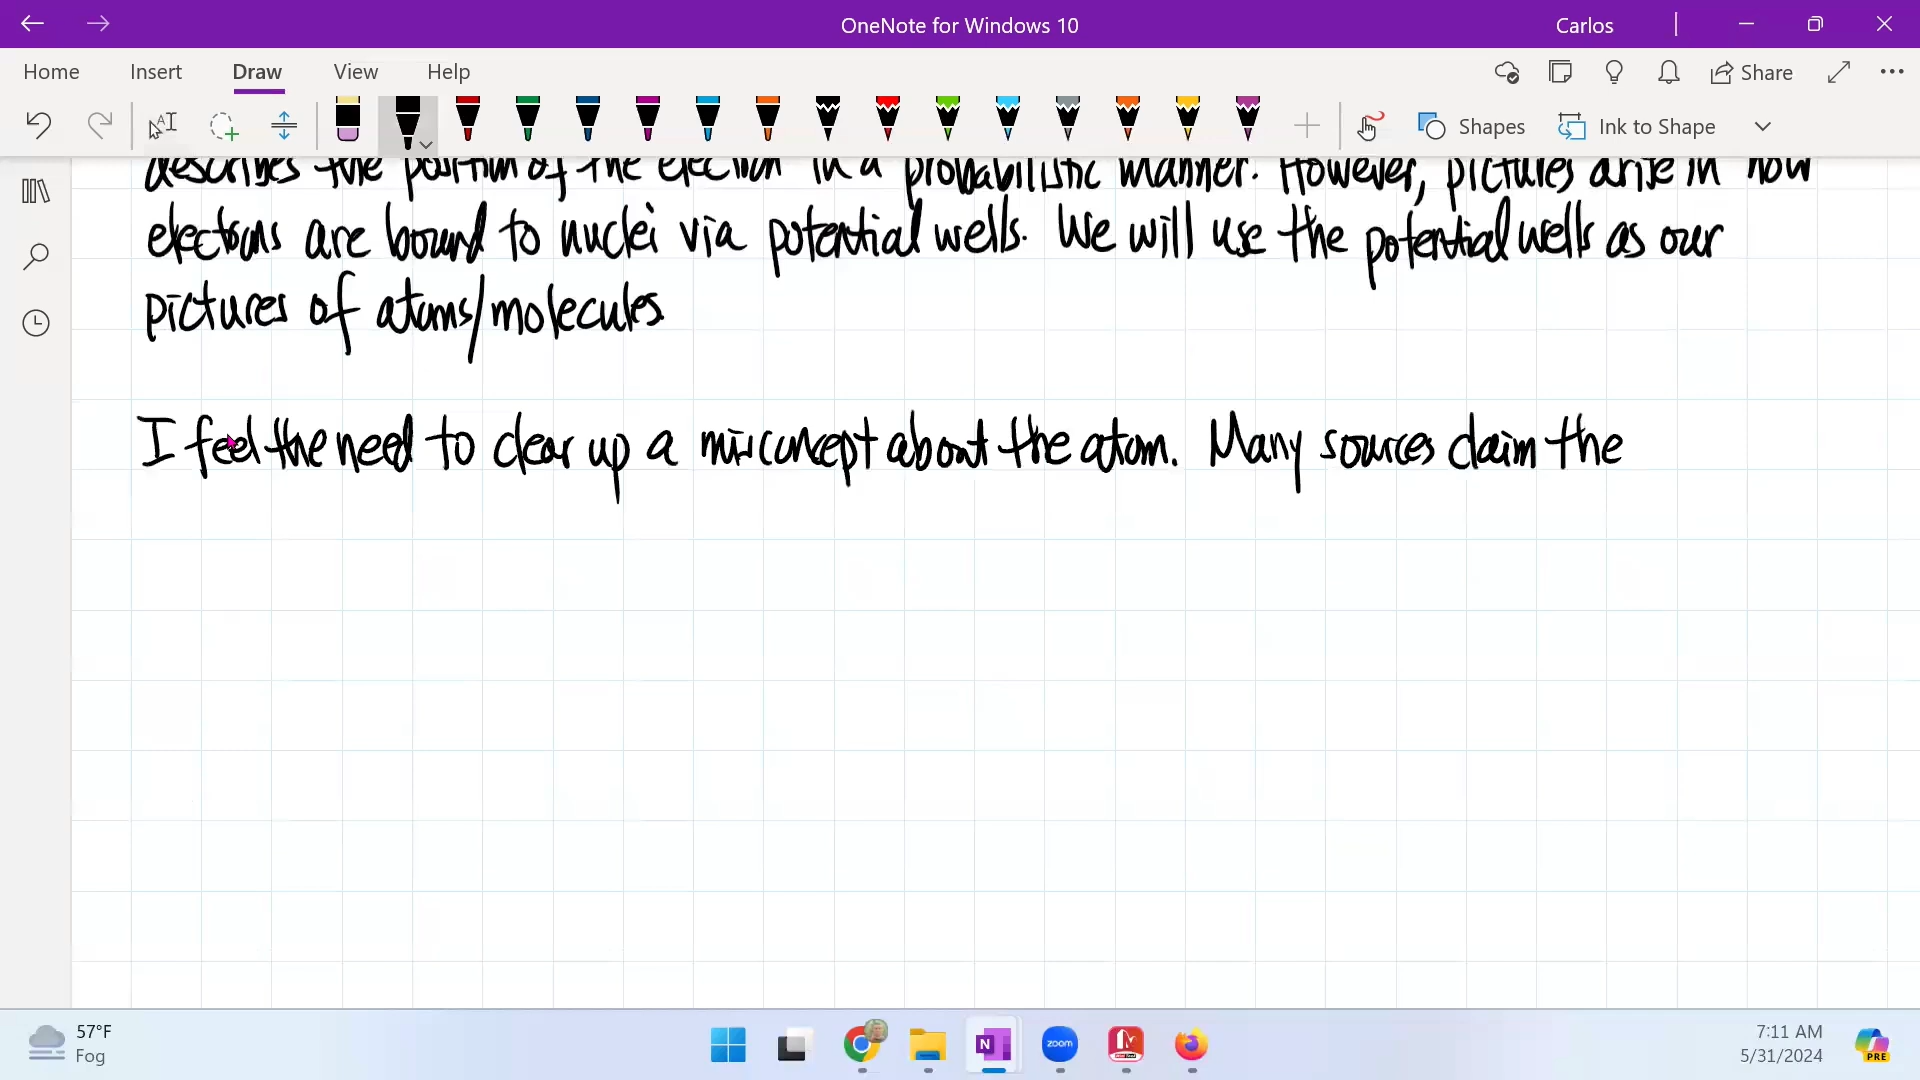 OneNote for Windows 10
Carlos
Home Insert Draw View Help
Share
Shapes
Ink to Shape
describes the position of the electron in a probabilistic manner. However, pictures arise in how
electrons are bound to nuclei via potential wells. We will use the potential wells as our
pictures of atoms/molecules.
I feel the need to clear up a misconcept about the atom. Many sources claim the
57°F
Fog
zoom
7:11 AM
5/31/2024
PRE